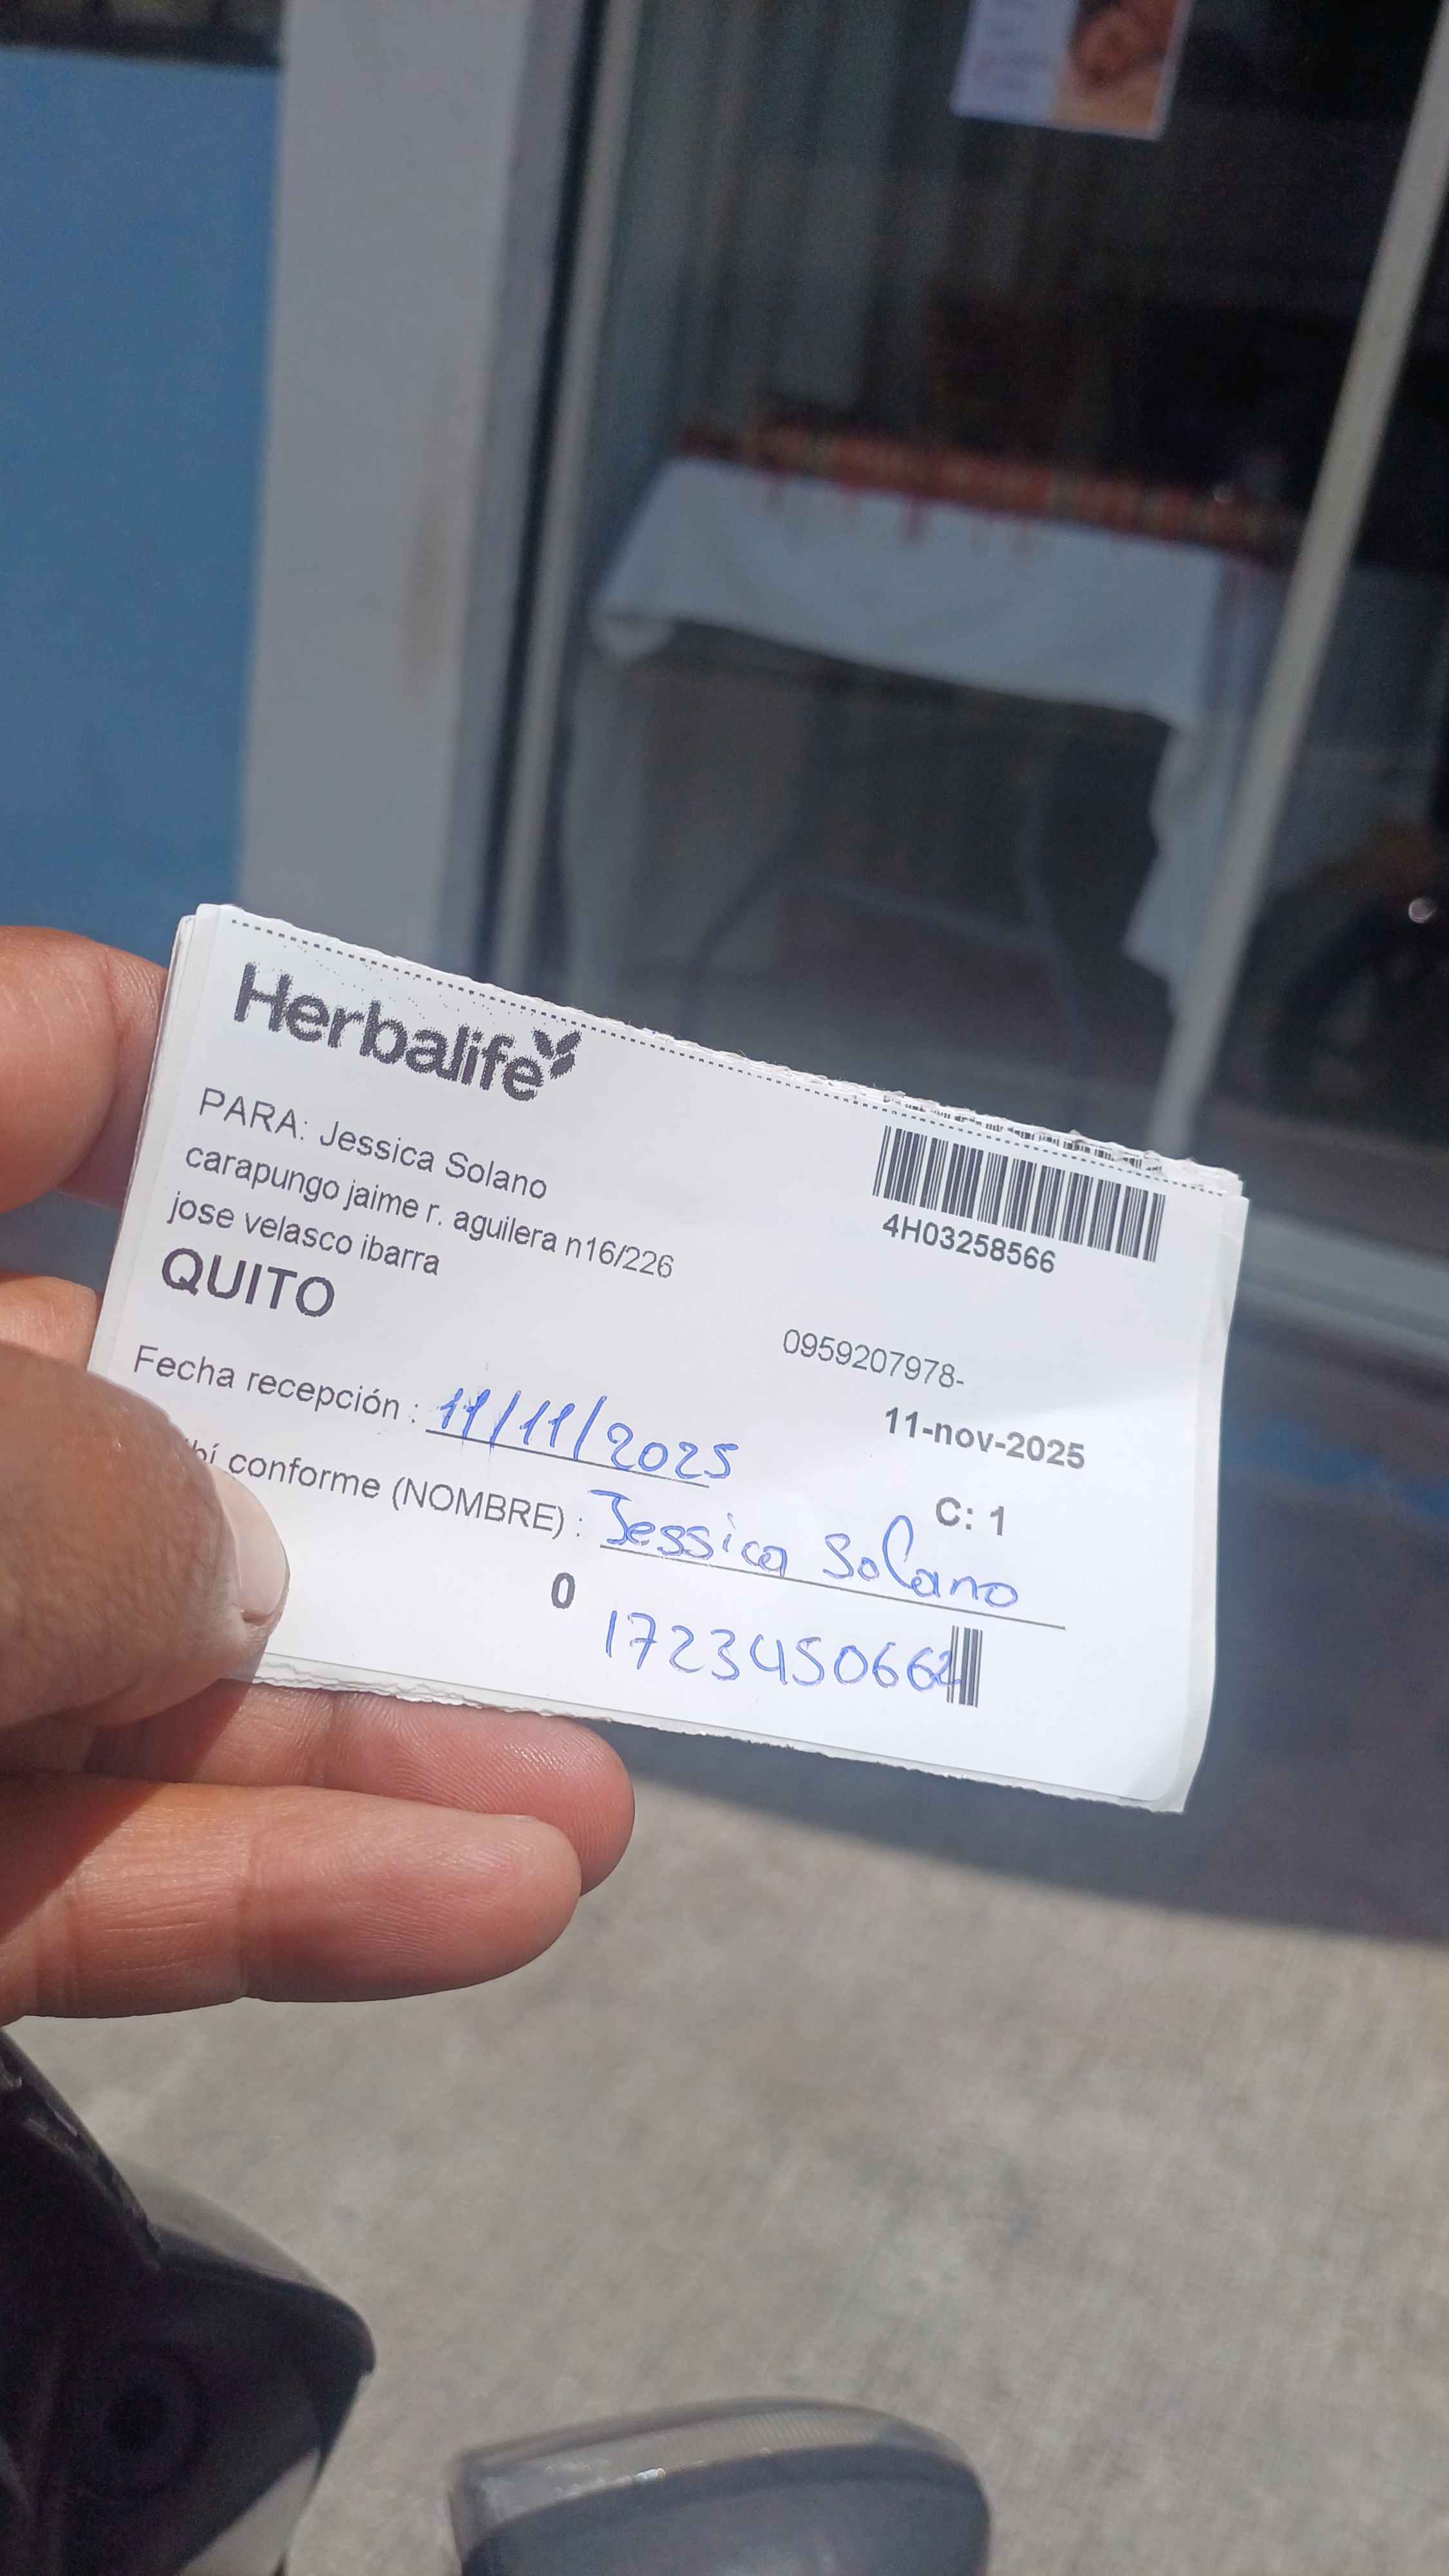 Herbalife
PARA: Jessica Solano
carapungo jaime r. aguilera n16/226
jose velasco ibarra
QUITO
4H03258566
0959207978-
Fecha recepción : 11/11/2025
11-nov-2025
C: 1
conforme (NOMBRE) : Jessica Solano
0